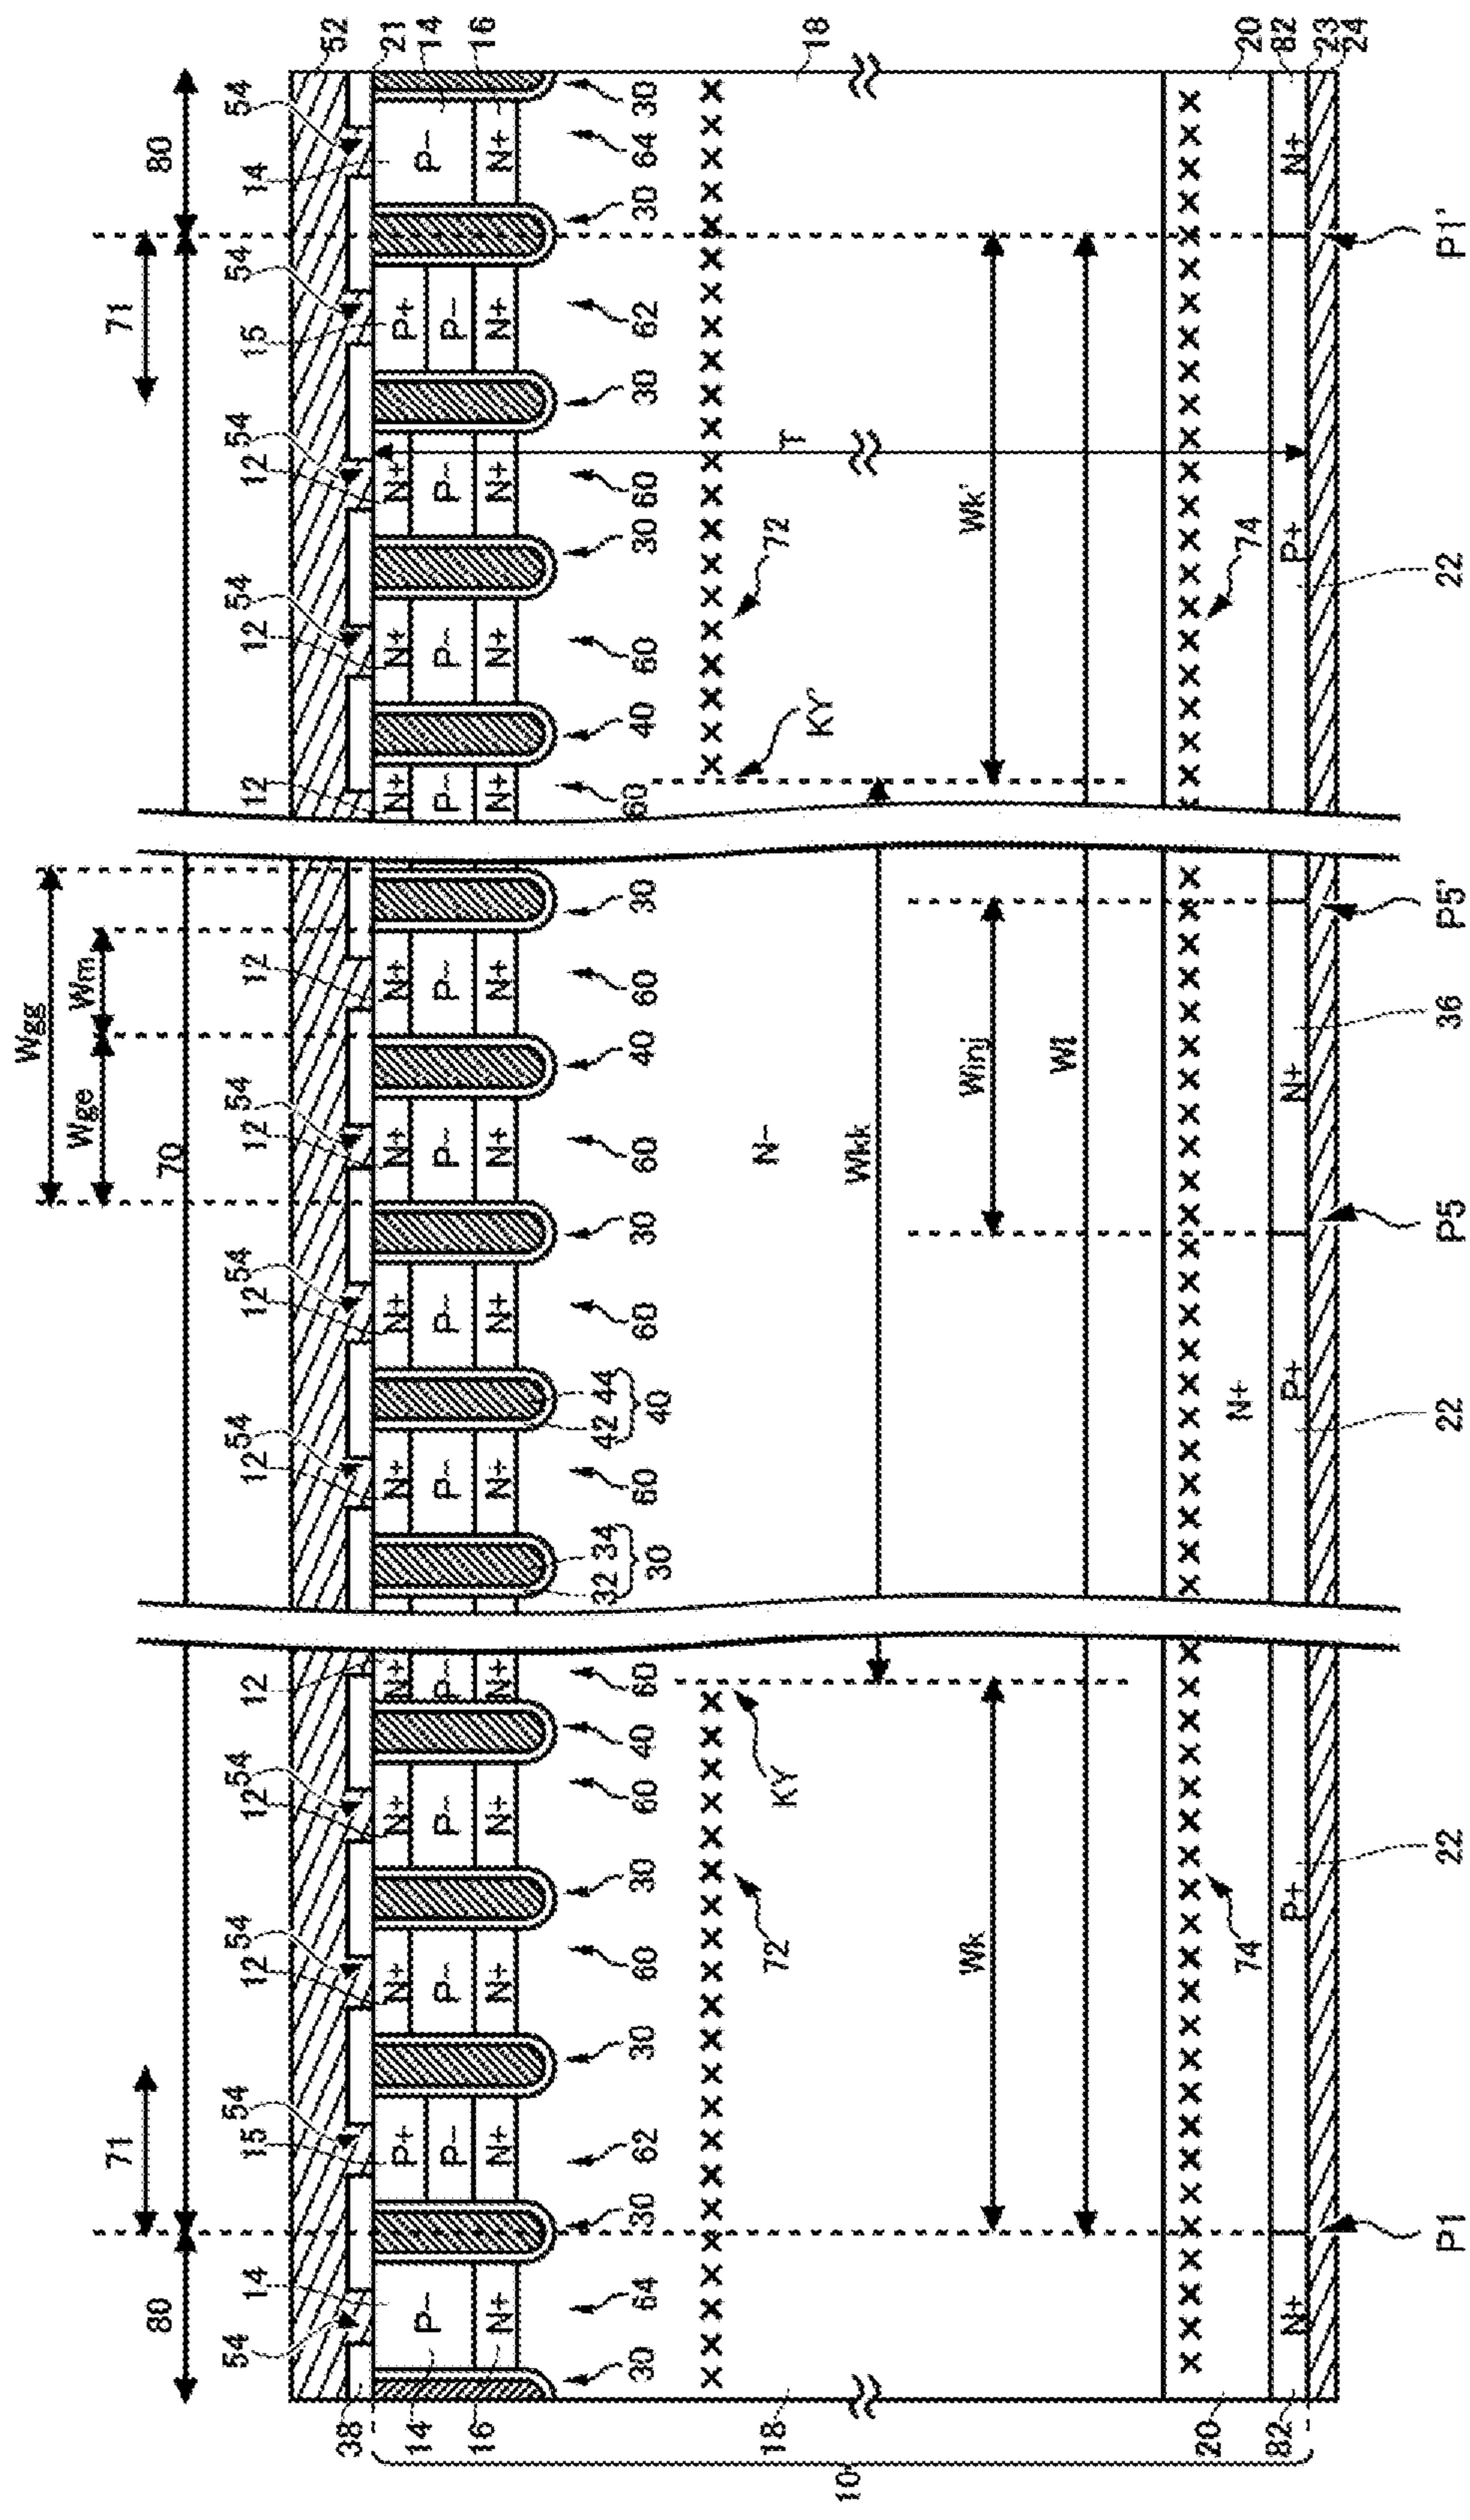 Wgg
Wge Wm
71 71
80 70 80
54 54 54 54 54 54 54 54 54 54 54
14 15 12 12 12 12 12 12 12 12 12 12 15 14
52
38 21
P+ N+ N+ N+ N+ N+ N+ N+ N+ N+ N+ P+
14 P- P- P- P- P- P- P- P- P- P- P- P- P- P- 14
16 N+ N+ N+ N+ N+ N+ N+ N+ N+ N+ N+ N+ N+ N+ 16
32 34 42 44
30 64 30 62 30 60 30 60 40 60 30 60 40 60 30 60 40 60 30 60 40 60 30 60 30 62 30 64 30
18 72 N- 72 T 18
KY KY'
10 Wkk
Wk Winj Wk'
WI
20 74 N+ 74 20
82 N+ P+ P+ N+ P+ N+ 82
23
24
22 22 36 22
P1 P5 P5' P1'